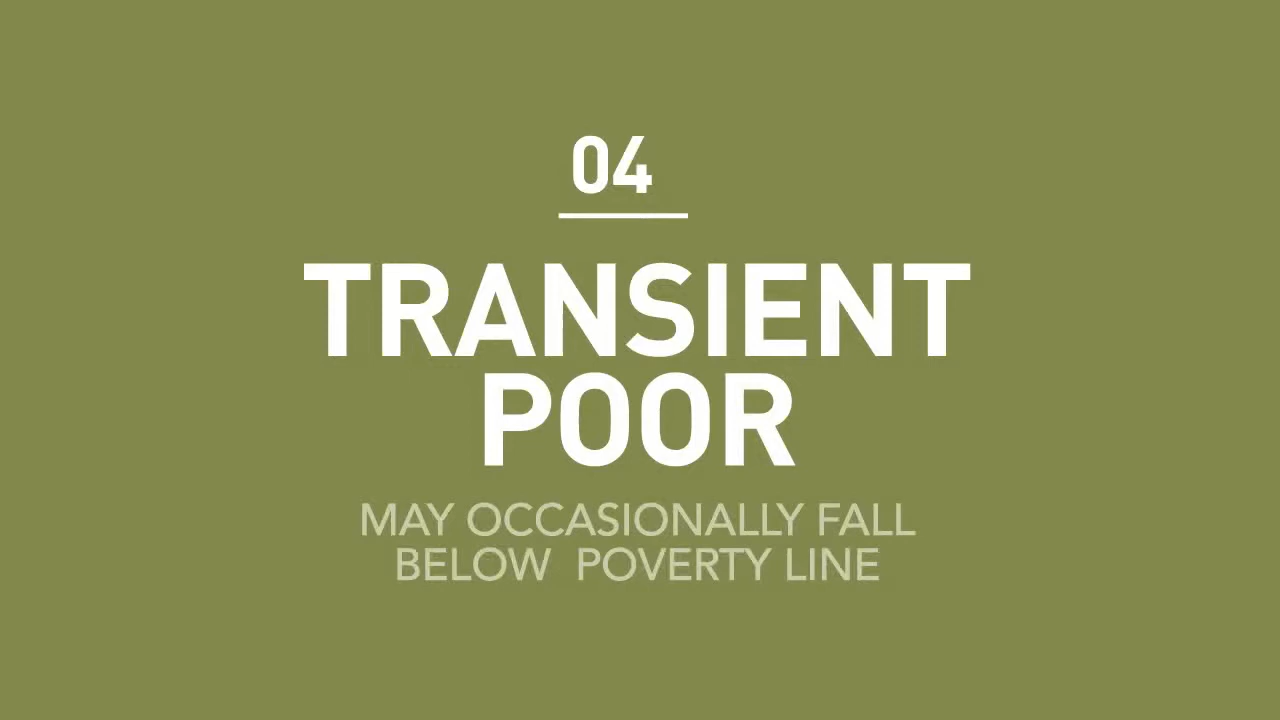 04
TRANSIENT
POOR
MAY OCCASIONALLY FALL
BELOW  POVERTY LINE